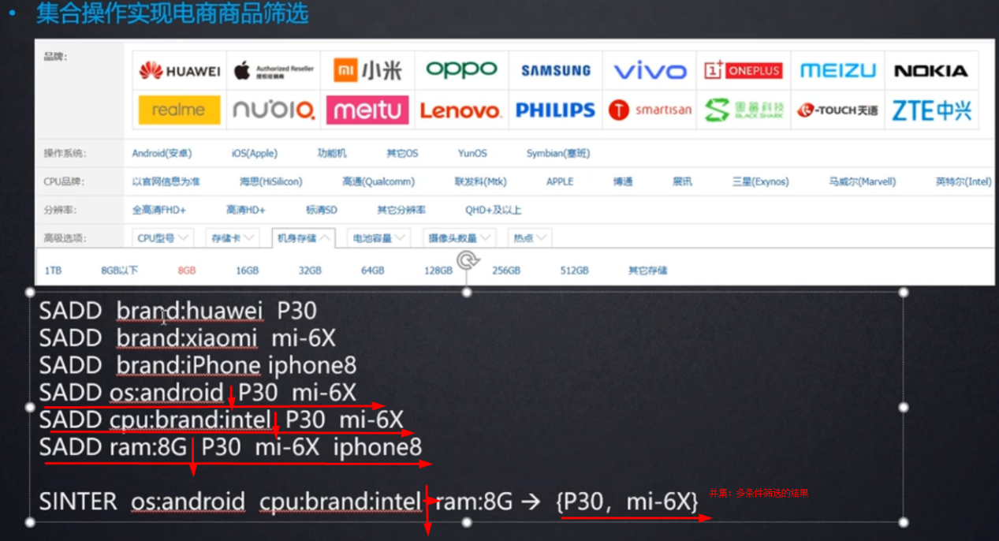 • 集合操作实现电商商品筛选
品牌:
HUAWEI Authorized Reseller 授权经销商 mi 小米 oppo SAMSUNG vivo 1+ ONEPLUS MEIZU NOKIA
realme nubia meitu Lenovo PHILIPS T smartisan 黑鲨科技 BLACK SHARK K-TOUCH天语 ZTE中兴
操作系统: Android(安卓) iOS(Apple) 功能机 其它OS YunOS Symbian(塞班)
CPU品牌: 以官网信息为准 海思(HiSilicon) 高通(Qualcomm) 联发科(Mtk) APPLE 博通 展讯 三星(Exynos) 马威尔(Marvell) 英特尔(Intel)
分辨率: 全高清FHD+ 高清HD+ 标清SD 其它分辨率 QHD+及以上
高级选项: CPU型号 存储卡 机身存储 电池容量 摄像头数量 热点
1TB 8GB以下 8GB 16GB 32GB 64GB 128GB 256GB 512GB 其它存储
SADD brand:huawei P30
SADD brand:xiaomi mi-6X
SADD brand:iPhone iphone8
SADD os:android P30 mi-6X
SADD cpu:brand:intel P30 mi-6X
SADD ram:8G P30 mi-6X iphone8
SINTER os:android cpu:brand:intel ram:8G → {P30, mi-6X} 并集: 多条件筛选的结果